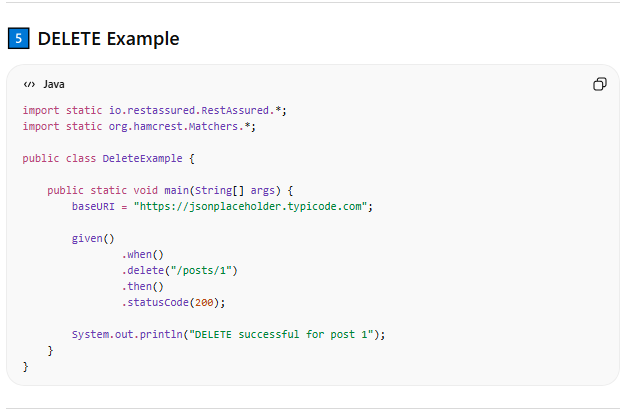 5 DELETE Example
</> Java
import static io.restassured.RestAssured.*;
import static org.hamcrest.Matchers.*;
public class DeleteExample {
public static void main(String[] args) {
baseURI = "https://jsonplaceholder.typicode.com";
given()
.when()
.delete("/posts/1")
.then()
.statusCode(200);
System.out.println("DELETE successful for post 1");
}
}